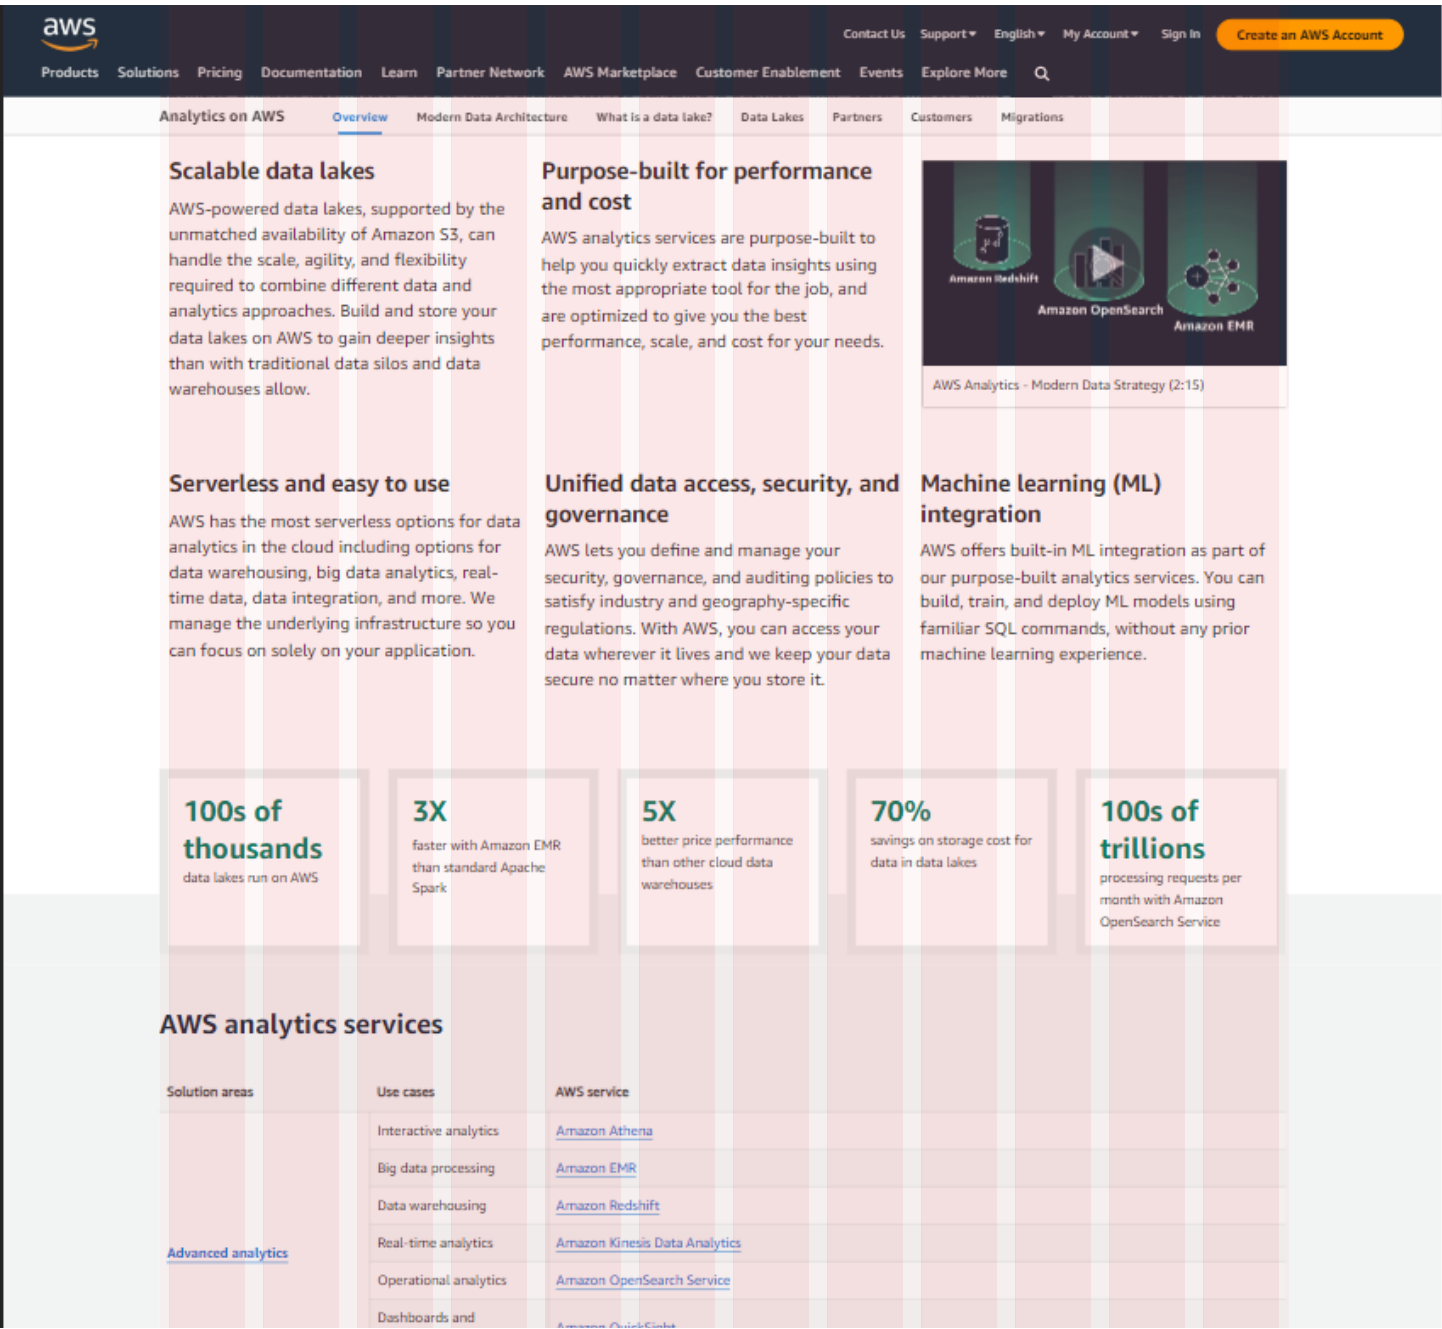 aws
Contact Us Support English My Account Sign In Create an AWS Account
Products Solutions Pricing Documentation Learn Partner Network AWS Marketplace Customer Enablement Events Explore More
Analytics on AWS Overview Modern Data Architecture What is a data lake? Data Lakes Partners Customers Migrations
Scalable data lakes
AWS-powered data lakes, supported by the
unmatched availability of Amazon S3, can
handle the scale, agility, and flexibility
required to combine different data and
analytics approaches. Build and store your
data lakes on AWS to gain deeper insights
than with traditional data silos and data
warehouses allow.
Purpose-built for performance
and cost
AWS analytics services are purpose-built to
help you quickly extract data insights using
the most appropriate tool for the job, and
are optimized to give you the best
performance, scale, and cost for your needs.
Amazon Redshift
Amazon OpenSearch
Amazon EMR
AWS Analytics - Modern Data Strategy (2:15)
Serverless and easy to use
AWS has the most serverless options for data
analytics in the cloud including options for
data warehousing, big data analytics, real-
time data, data integration, and more. We
manage the underlying infrastructure so you
can focus on solely on your application.
Unified data access, security, and
governance
AWS lets you define and manage your
security, governance, and auditing policies to
satisfy industry and geography-specific
regulations. With AWS, you can access your
data wherever it lives and we keep your data
secure no matter where you store it.
Machine learning (ML)
integration
AWS offers built-in ML integration as part of
our purpose-built analytics services. You can
build, train, and deploy ML models using
familiar SQL commands, without any prior
machine learning experience.
100s of
thousands
data lakes run on AWS
3X
faster with Amazon EMR
than standard Apache
Spark
5X
better price performance
than other cloud data
warehouses
70%
savings on storage cost for
data in data lakes
100s of
trillions
processing requests per
month with Amazon
OpenSearch Service
AWS analytics services
Solution areas Use cases AWS service
Interactive analytics Amazon Athena
Big data processing Amazon EMR
Data warehousing Amazon Redshift
Real-time analytics Amazon Kinesis Data Analytics
Advanced analytics
Operational analytics Amazon OpenSearch Service
Dashboards and
Amazon QuickSight